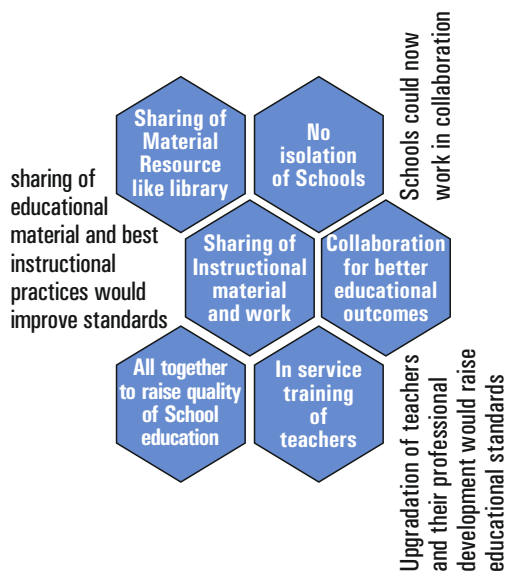 Sharing of
Material
Resource
like library
No
isolation
of Schools
Schools could now
work in collaboration
sharing of
educational
material and best
instructional
practices would
improve standards
Sharing of
Instructional
material
and work
Collaboration
for better
educational
outcomes
All together
to raise quality
of School
education
In service
training
of
teachers
Upgradation of teachers
and their professional
development would raise
educational standards